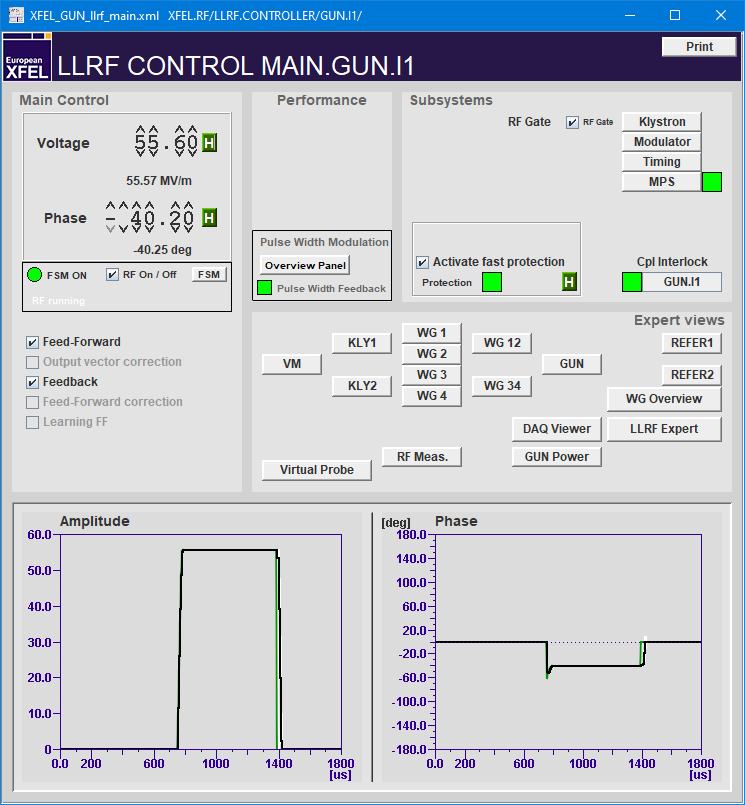 XFEL_GUN_llrf_main.xml XFEL.RF/LLRF.CONTROLLER/GUN.I1/
European
XFEL
LLRF CONTROL MAIN.GUN.I1
Print
Main Control
Voltage
55.60
H
55.57 MV/m
Phase
-40.20
H
-40.25 deg
FSM ON
RF On / Off
FSM
RF running
Feed-Forward
Output vector correction
Feedback
Feed-Forward correction
Learning FF
Performance
Pulse Width Modulation
Overview Panel
Pulse Width Feedback
Subsystems
RF Gate
RF Gate
Klystron
Modulator
Timing
MPS
Activate fast protection
Protection
H
Cpl Interlock
GUN.I1
Expert views
VM
KLY1
KLY2
WG 1
WG 2
WG 3
WG 4
WG 12
WG 34
GUN
REFER1
REFER2
WG Overview
DAQ Viewer
LLRF Expert
RF Meas.
GUN Power
Virtual Probe
Amplitude
60.0
50.0
40.0
30.0
20.0
10.0
0
0.0 200 600 1000 1400 1800
[us]
[deg]
Phase
180.0
140.0
100.0
60.0
20.0
-20.0
-60.0
-100.0
-140.0
-180.0
0.0 200 600 1000 1400 1800
[us]